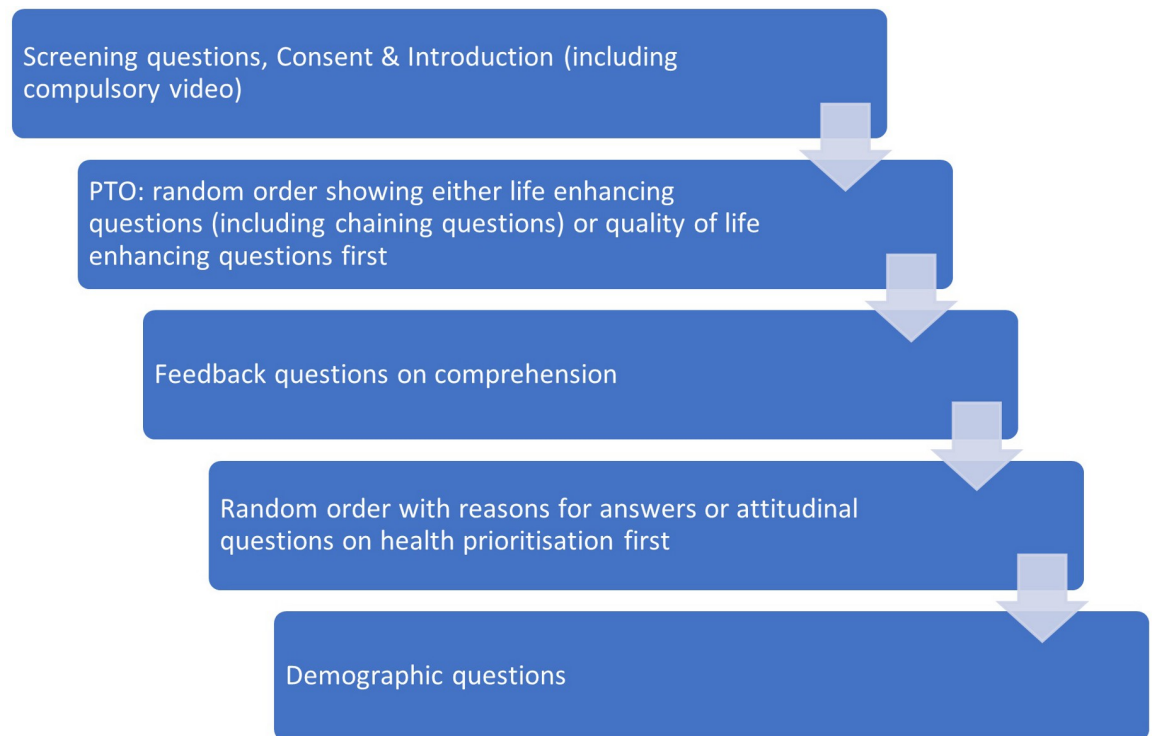 Screening questions, Consent & Introduction (including
compulsory video)
PTO: random order showing either life enhancing
questions (including chaining questions) or quality of life
enhancing questions first
Feedback questions on comprehension
Random order with reasons for answers or attitudinal
questions on health prioritisation first
Demographic questions